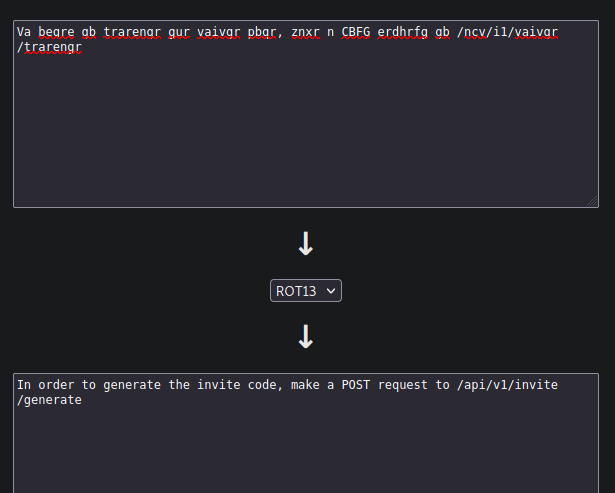 Va beqre gb trarengr gur vaivgr pbqr, znxr n CBFG erdhrfg gb /ncv/i1/vaivgr
/trarengr
ROT13
In order to generate the invite code, make a POST request to /api/v1/invite
/generate